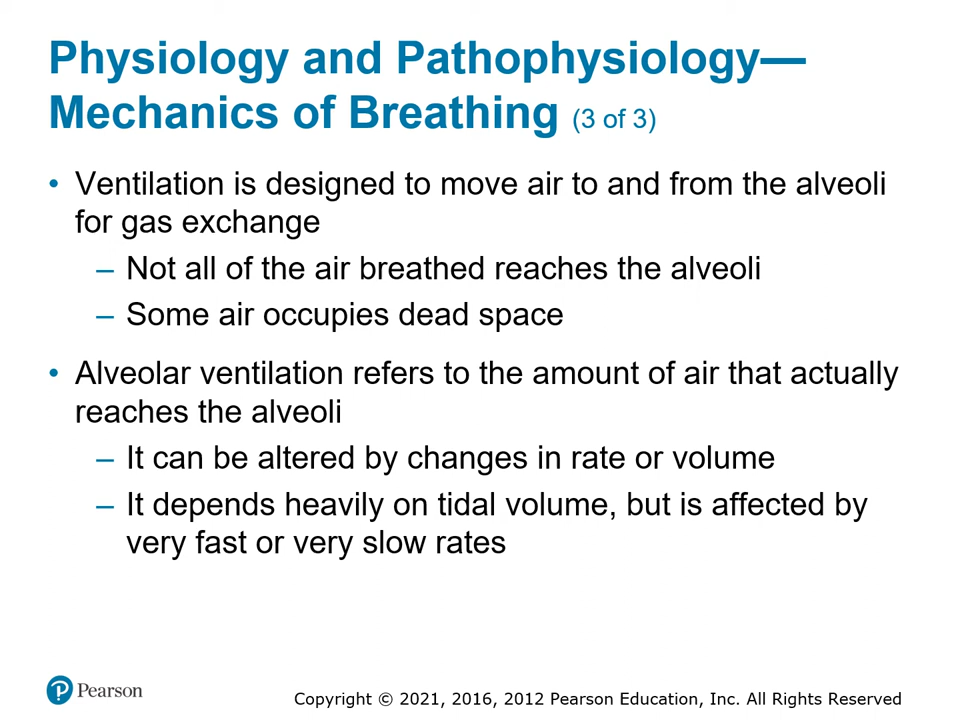 Physiology and Pathophysiology—
Mechanics of Breathing (3 of 3)
• Ventilation is designed to move air to and from the alveoli
for gas exchange
– Not all of the air breathed reaches the alveoli
– Some air occupies dead space
• Alveolar ventilation refers to the amount of air that actually
reaches the alveoli
– It can be altered by changes in rate or volume
– It depends heavily on tidal volume, but is affected by
very fast or very slow rates
Pearson
Copyright © 2021, 2016, 2012 Pearson Education, Inc. All Rights Reserved